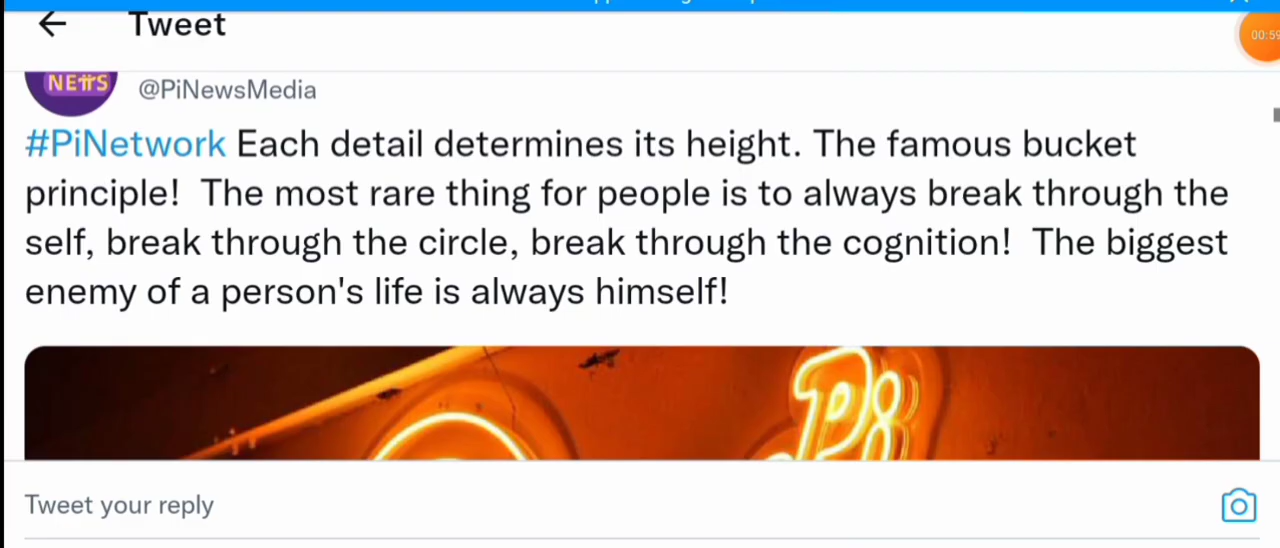 Tweet
00:59
NEWS
@PiNewsMedia
#PiNetwork Each detail determines its height. The famous bucket
principle!  The most rare thing for people is to always break through the
self, break through the circle, break through the cognition!  The biggest
enemy of a person's life is always himself!
Tweet your reply